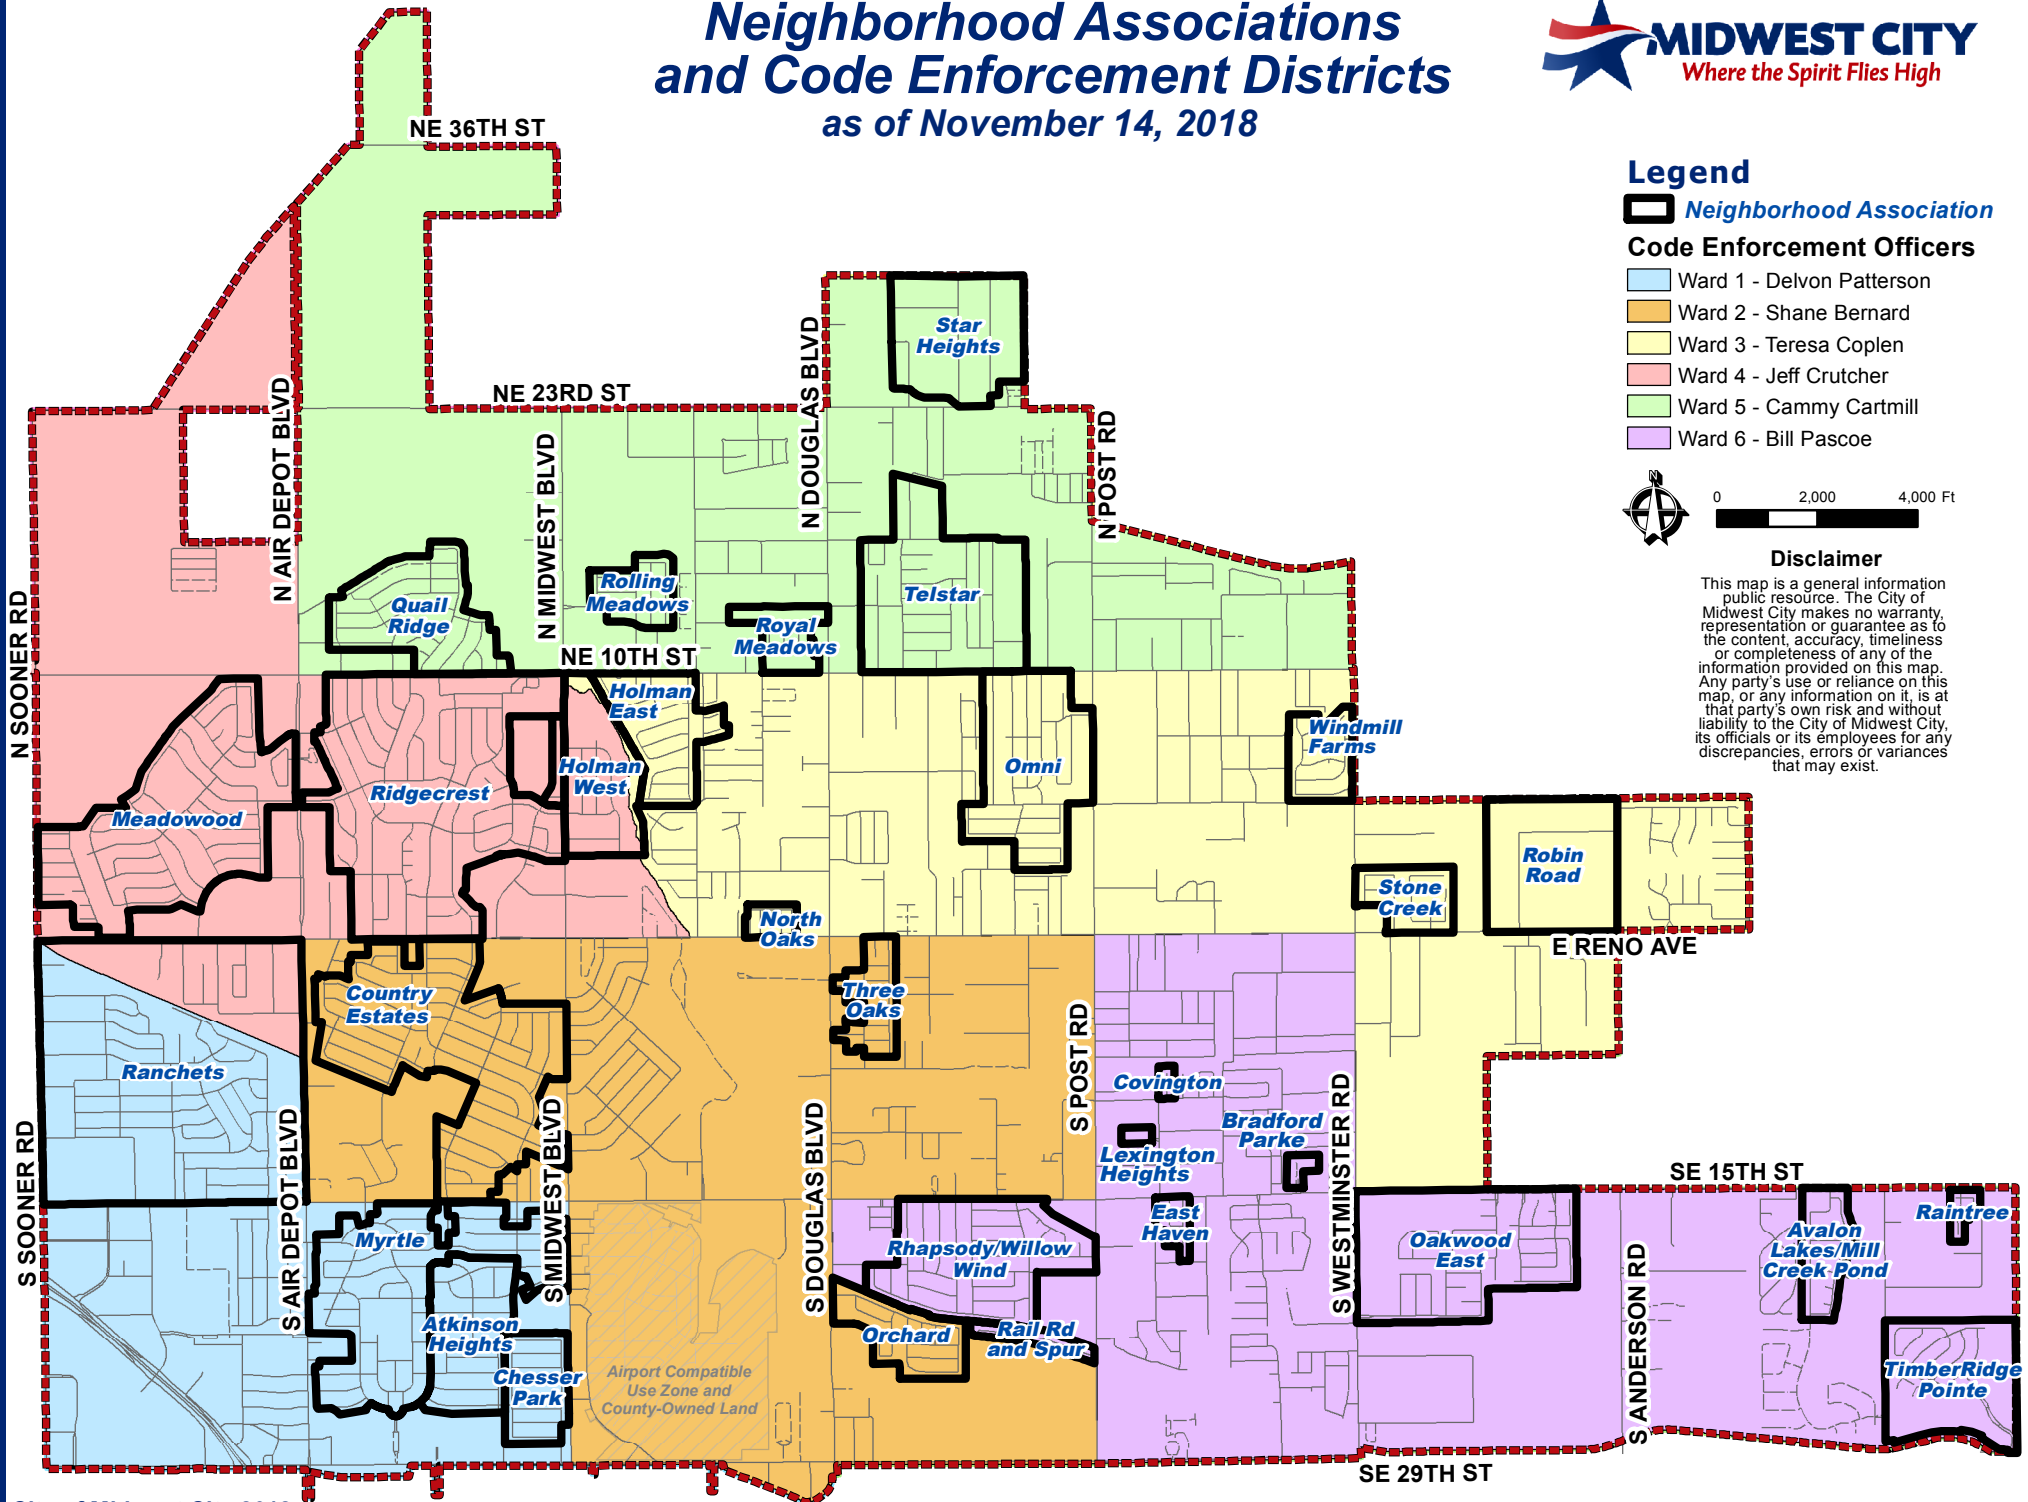 Neighborhood Associations
and Code Enforcement Districts
as of November 14, 2018
MIDWEST CITY
Where the Spirit Flies High
Legend
Neighborhood Association
Code Enforcement Officers
Ward 1 - Delvon Patterson
Ward 2 - Shane Bernard
Ward 3 - Teresa Coplen
Ward 4 - Jeff Crutcher
Ward 5 - Cammy Cartmill
Ward 6 - Bill Pascoe
N
0 2,000 4,000 Ft
Disclaimer
This map is a general information
public resource. The City of
Midwest City makes no warranty,
representation or guarantee as to
the content, accuracy, timeliness
or completeness of any of the
information provided on this map.
Any party's use or reliance on this
map, or any information on it, is at
that party's own risk and without
liability to the City of Midwest City,
its officials or its employees for any
discrepancies, errors or variances
that may exist.
NE 36TH ST
NE 23RD ST
N AIR DEPOT BLVD
N MIDWEST BLVD
N DOUGLAS BLVD
N POST RD
N SOONER RD
Star
Heights
Quail
Ridge
Rolling
Meadows
Royal
Meadows
Telstar
NE 10TH ST
Holman
East
Holman
West
Ridgecrest
Meadowood
Omni
Windmill
Farms
Robin
Road
Stone
Creek
North
Oaks
E RENO AVE
Country
Estates
Three
Oaks
Ranchets
S SOONER RD
S AIR DEPOT BLVD
S MIDWEST BLVD
S DOUGLAS BLVD
S POST RD
S WESTMINSTER RD
S ANDERSON RD
Covington
Bradford
Parke
Lexington
Heights
SE 15TH ST
East
Haven
Rhapsody/Willow
Wind
Oakwood
East
Avalon
Lakes/Mill
Creek Pond
Raintree
Myrtle
Atkinson
Heights
Chesser
Park
Orchard
Rail Rd
and Spur
TimberRidge
Pointe
Airport Compatible
Use Zone and
County-Owned Land
SE 29TH ST